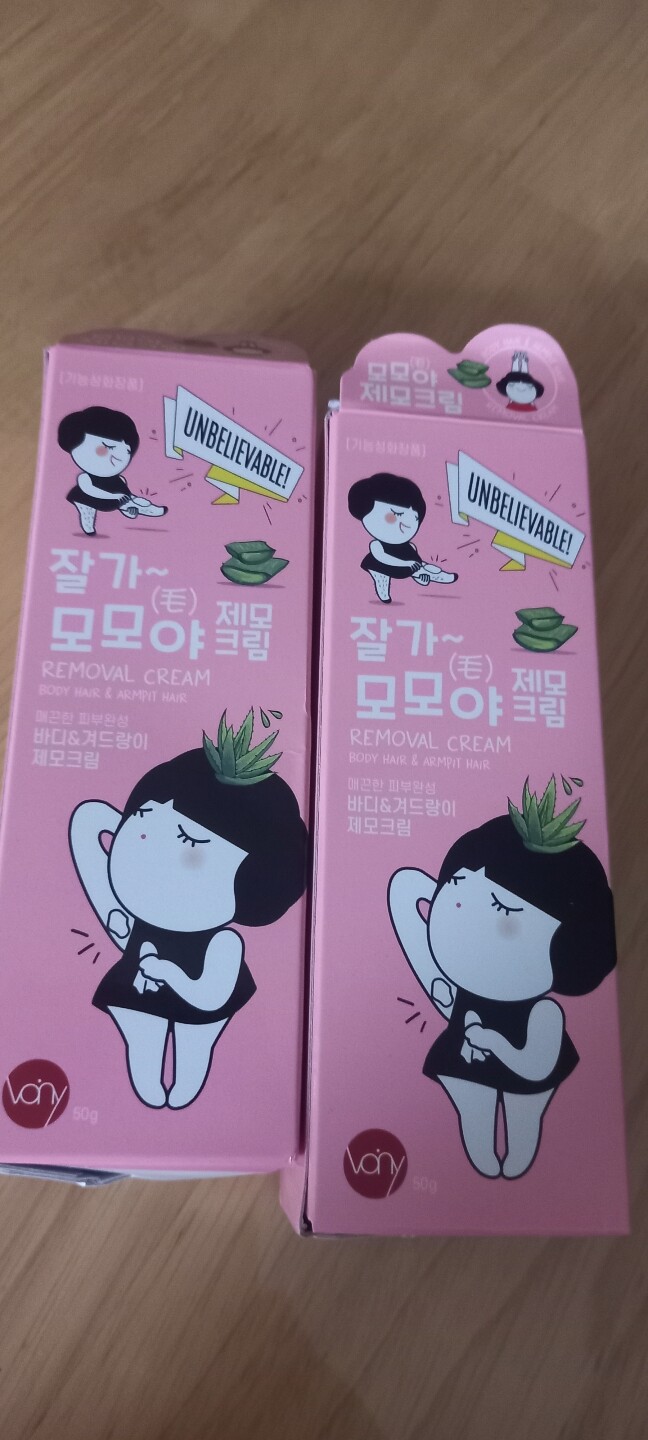 [기능성화장품]
UNBELIEVABLE!
잘가~
모모(毛)야 제모
크림
REMOVAL CREAM
BODY HAIR & ARMPIT HAIR
매끈한 피부완성
바디&겨드랑이
제모크림
Vony
50g
모모(毛)야
제모크림
[기능성화장품]
UNBELIEVABLE!
잘가~
모모(毛)야 제모
크림
REMOVAL CREAM
BODY HAIR & ARMPIT HAIR
매끈한 피부완성
바디&겨드랑이
제모크림
Vony
50g